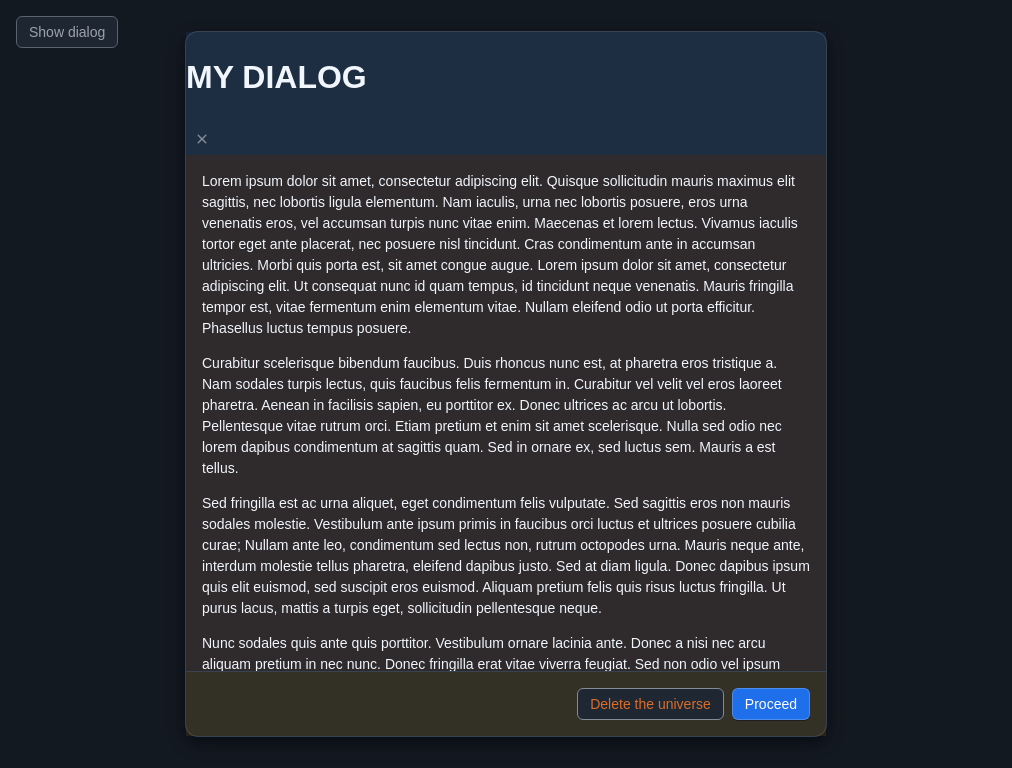 Show dialog
MY DIALOG
×
Lorem ipsum dolor sit amet, consectetur adipiscing elit. Quisque sollicitudin mauris maximus elit
sagittis, nec lobortis ligula elementum. Nam iaculis, urna nec lobortis posuere, eros urna
venenatis eros, vel accumsan turpis nunc vitae enim. Maecenas et lorem lectus. Vivamus iaculis
tortor eget ante placerat, nec posuere nisl tincidunt. Cras condimentum ante in accumsan
ultricies. Morbi quis porta est, sit amet congue augue. Lorem ipsum dolor sit amet, consectetur
adipiscing elit. Ut consequat nunc id quam tempus, id tincidunt neque venenatis. Mauris fringilla
tempor est, vitae fermentum enim elementum vitae. Nullam eleifend odio ut porta efficitur.
Phasellus luctus tempus posuere.
Curabitur scelerisque bibendum faucibus. Duis rhoncus nunc est, at pharetra eros tristique a.
Nam sodales turpis lectus, quis faucibus felis fermentum in. Curabitur vel velit vel eros laoreet
pharetra. Aenean in facilisis sapien, eu porttitor ex. Donec ultrices ac arcu ut lobortis.
Pellentesque vitae rutrum orci. Etiam pretium et enim sit amet scelerisque. Nulla sed odio nec
lorem dapibus condimentum at sagittis quam. Sed in ornare ex, sed luctus sem. Mauris a est
tellus.
Sed fringilla est ac urna aliquet, eget condimentum felis vulputate. Sed sagittis eros non mauris
sodales molestie. Vestibulum ante ipsum primis in faucibus orci luctus et ultrices posuere cubilia
curae; Nullam ante leo, condimentum sed lectus non, rutrum octopodes urna. Mauris neque ante,
interdum molestie tellus pharetra, eleifend dapibus justo. Sed at diam ligula. Donec dapibus ipsum
quis elit euismod, sed suscipit eros euismod. Aliquam pretium felis quis risus luctus fringilla. Ut
purus lacus, mattis a turpis eget, sollicitudin pellentesque neque.
Nunc sodales quis ante quis porttitor. Vestibulum ornare lacinia ante. Donec a nisi nec arcu
aliquam pretium in nec nunc. Donec fringilla erat vitae viverra feugiat. Sed non odio vel ipsum
Delete the universe
Proceed